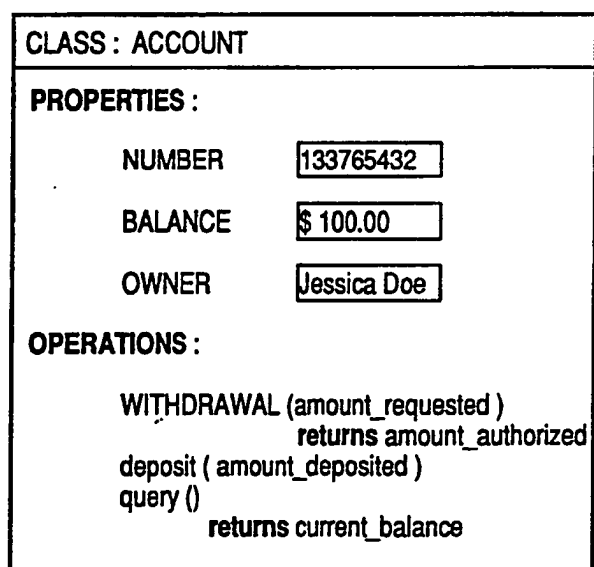 CLASS : ACCOUNT
PROPERTIES :
NUMBER 133765432
BALANCE $ 100.00
OWNER Jessica Doe
OPERATIONS :
WITHDRAWAL (amount_requested )
returns amount_authorized
deposit ( amount_deposited )
query ()
returns current_balance